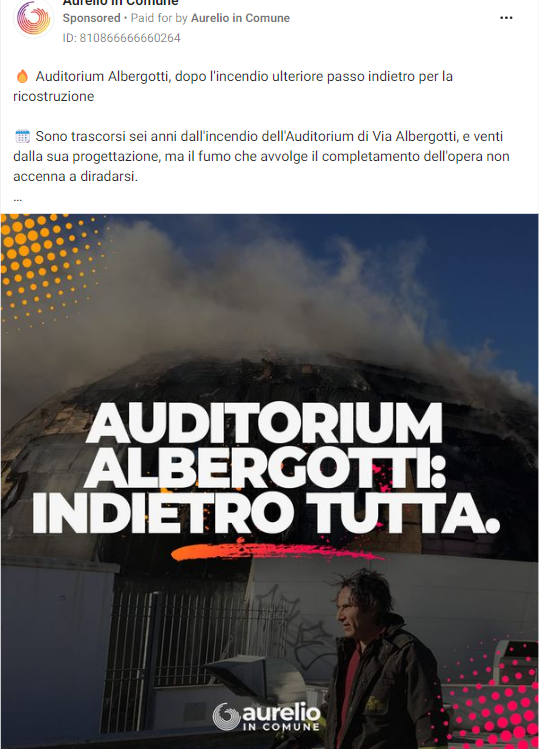 Aurelio in Comune
Sponsored • Paid for by Aurelio in Comune
ID: 810866666660264
🔥 Auditorium Albergotti, dopo l'incendio ulteriore passo indietro per la
ricostruzione
🗓️ Sono trascorsi sei anni dall'incendio dell'Auditorium di Via Albergotti, e venti
dalla sua progettazione, ma il fumo che avvolge il completamento dell'opera non
accenna a diradarsi.
...
AUDITORIUM
ALBERGOTTI:
INDIETRO TUTTA.
aurelio
IN COMUNE